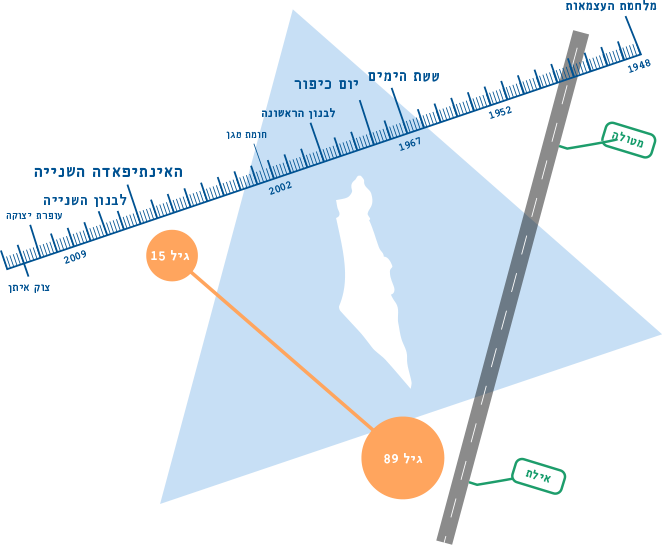 מלחמת העצמאות
1948
ששת הימים
יום כיפור
1952
לבנון הראשונה
חומת מגן
1967
מטולה
האינתיפאדה השנייה
2002
לבנון השנייה
עופרת יצוקה
2009
גיל 15
צוק איתן
גיל 89
אילת